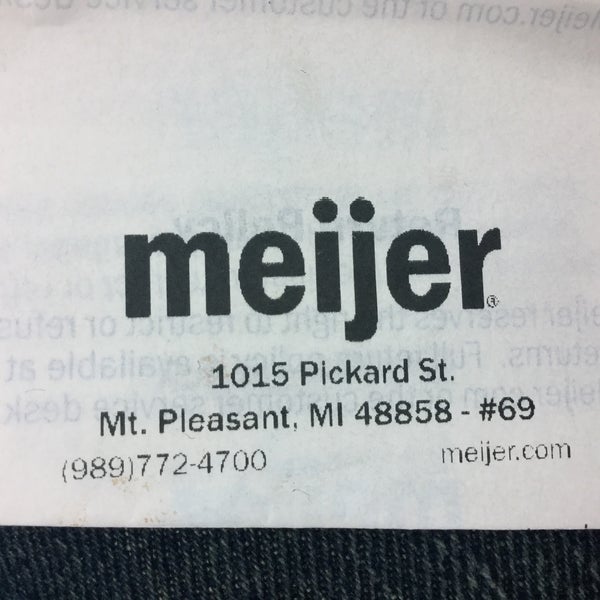 meijer®
1015 Pickard St.
Mt. Pleasant, MI 48858 - #69
(989)772-4700 meijer.com